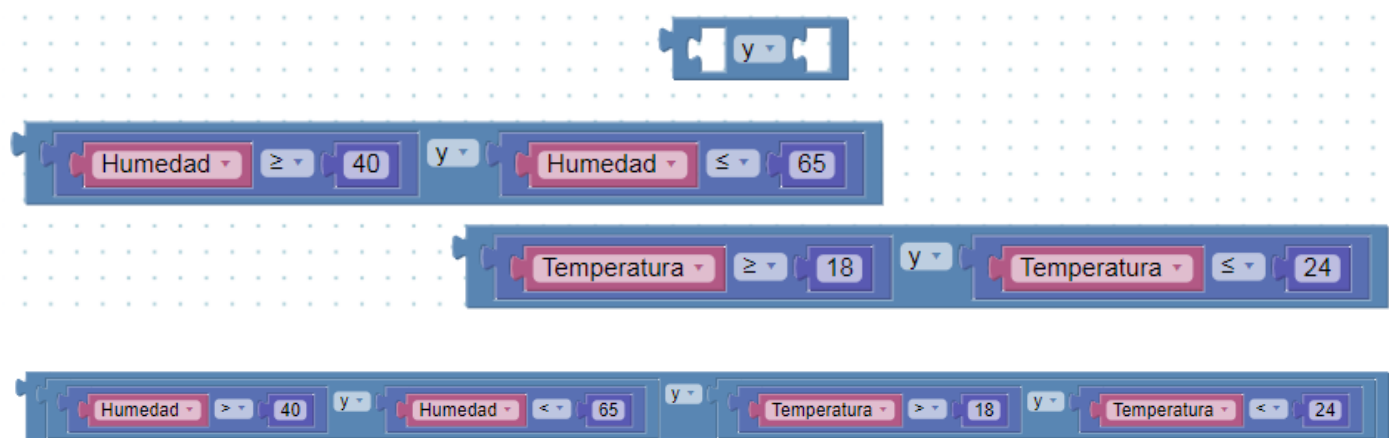 y
Humedad ≥ 40 y Humedad ≤ 65
Temperatura ≥ 18 y Temperatura ≤ 24
Humedad > 40 y Humedad < 65 y Temperatura > 18 y Temperatura < 24